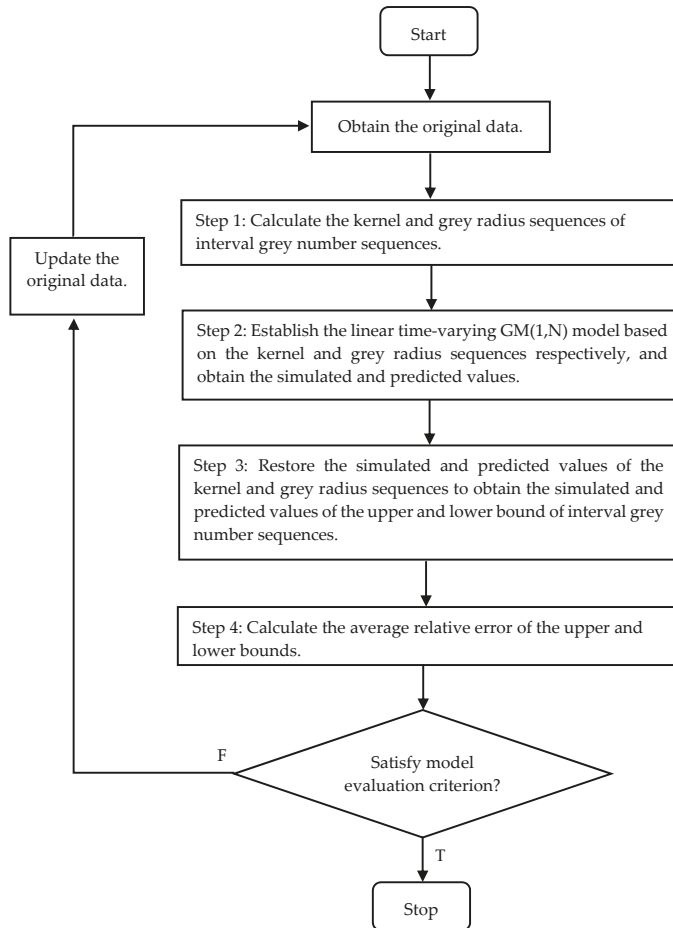 Start
Obtain the original data.
Step 1: Calculate the kernel and grey radius sequences of
interval grey number sequences.
Update the
original data.
Step 2: Establish the linear time-varying GM(1,N) model based
on the kernel and grey radius sequences respectively, and
obtain the simulated and predicted values.
Step 3: Restore the simulated and predicted values of the
kernel and grey radius sequences to obtain the simulated and
predicted values of the upper and lower bound of interval grey
number sequences.
Step 4: Calculate the average relative error of the upper and
lower bounds.
F
Satisfy model
evaluation criterion?
T
Stop